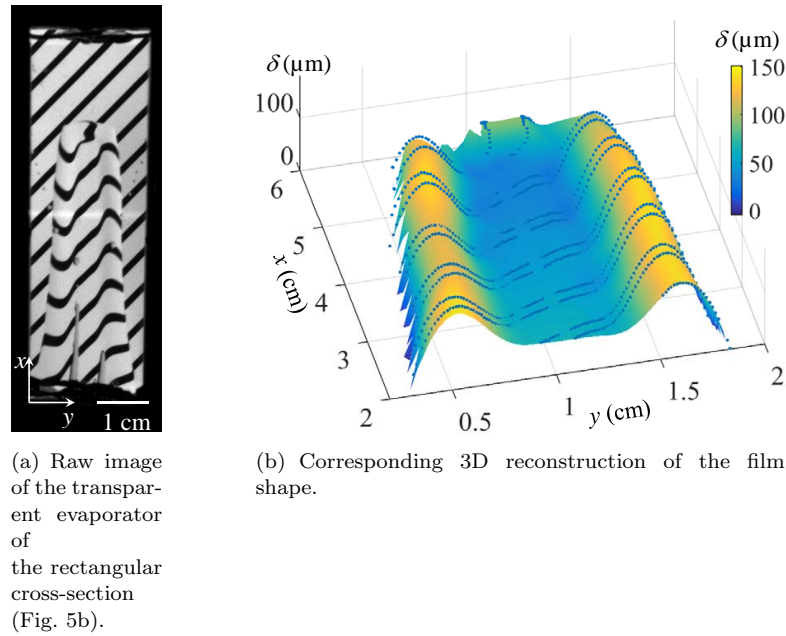 x
y
1 cm
δ (µm)
100
0
6
5
4
3
2
x (cm)
0.5
1
1.5
2
y (cm)
δ (µm)
150
100
50
0
(a) Raw image
of the transpar-
ent evaporator
of
the rectangular
cross-section
(Fig. 5b).
(b) Corresponding 3D reconstruction of the film
shape.